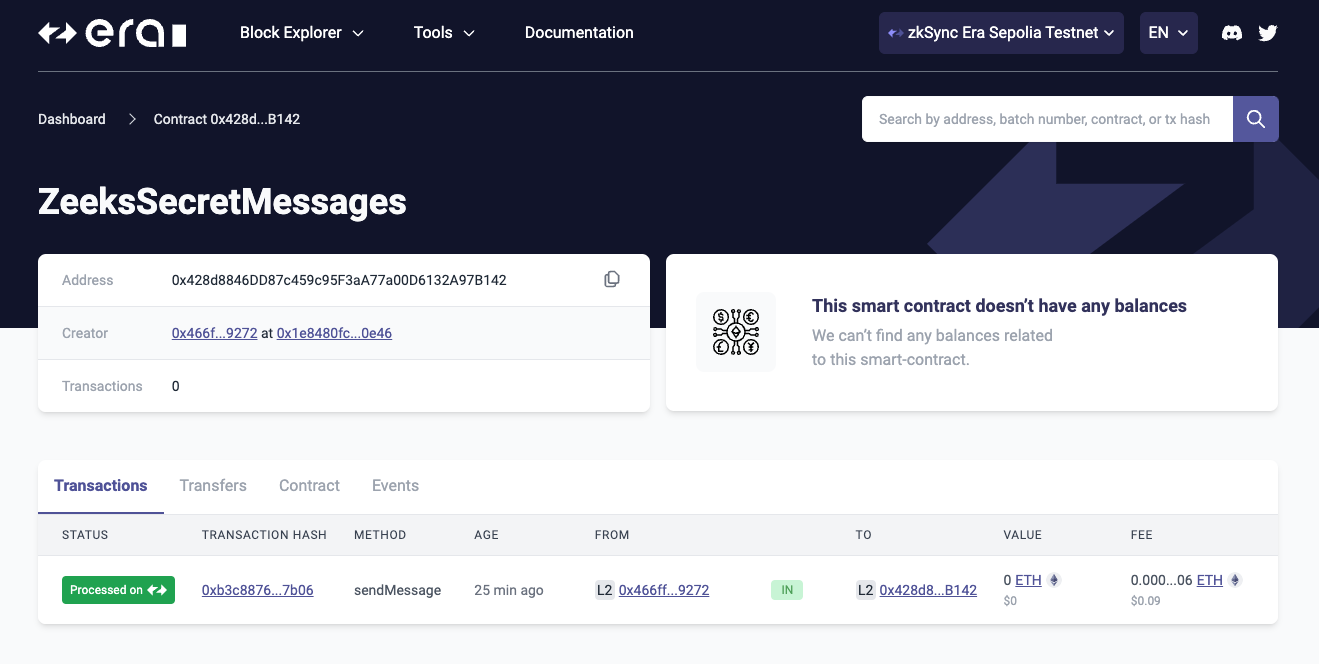 era
Block Explorer Tools Documentation zkSync Era Sepolia Testnet EN
Dashboard Contract 0x428d...B142 Search by address, batch number, contract, or tx hash
ZeeksSecretMessages
Address 0x428d8846DD87c459c95F3aA77a00D6132A97B142
Creator 0x466f...9272 at 0x1e8480fc...0e46
Transactions 0
This smart contract doesn’t have any balances
We can’t find any balances related
to this smart-contract.
Transactions Transfers Contract Events
STATUS TRANSACTION HASH METHOD AGE FROM TO VALUE FEE
Processed on 0xb3c8876...7b06 sendMessage 25 min ago L2 0x466ff...9272 IN L2 0x428d8...B142 0 ETH 0.000...06 ETH
$0 $0.09